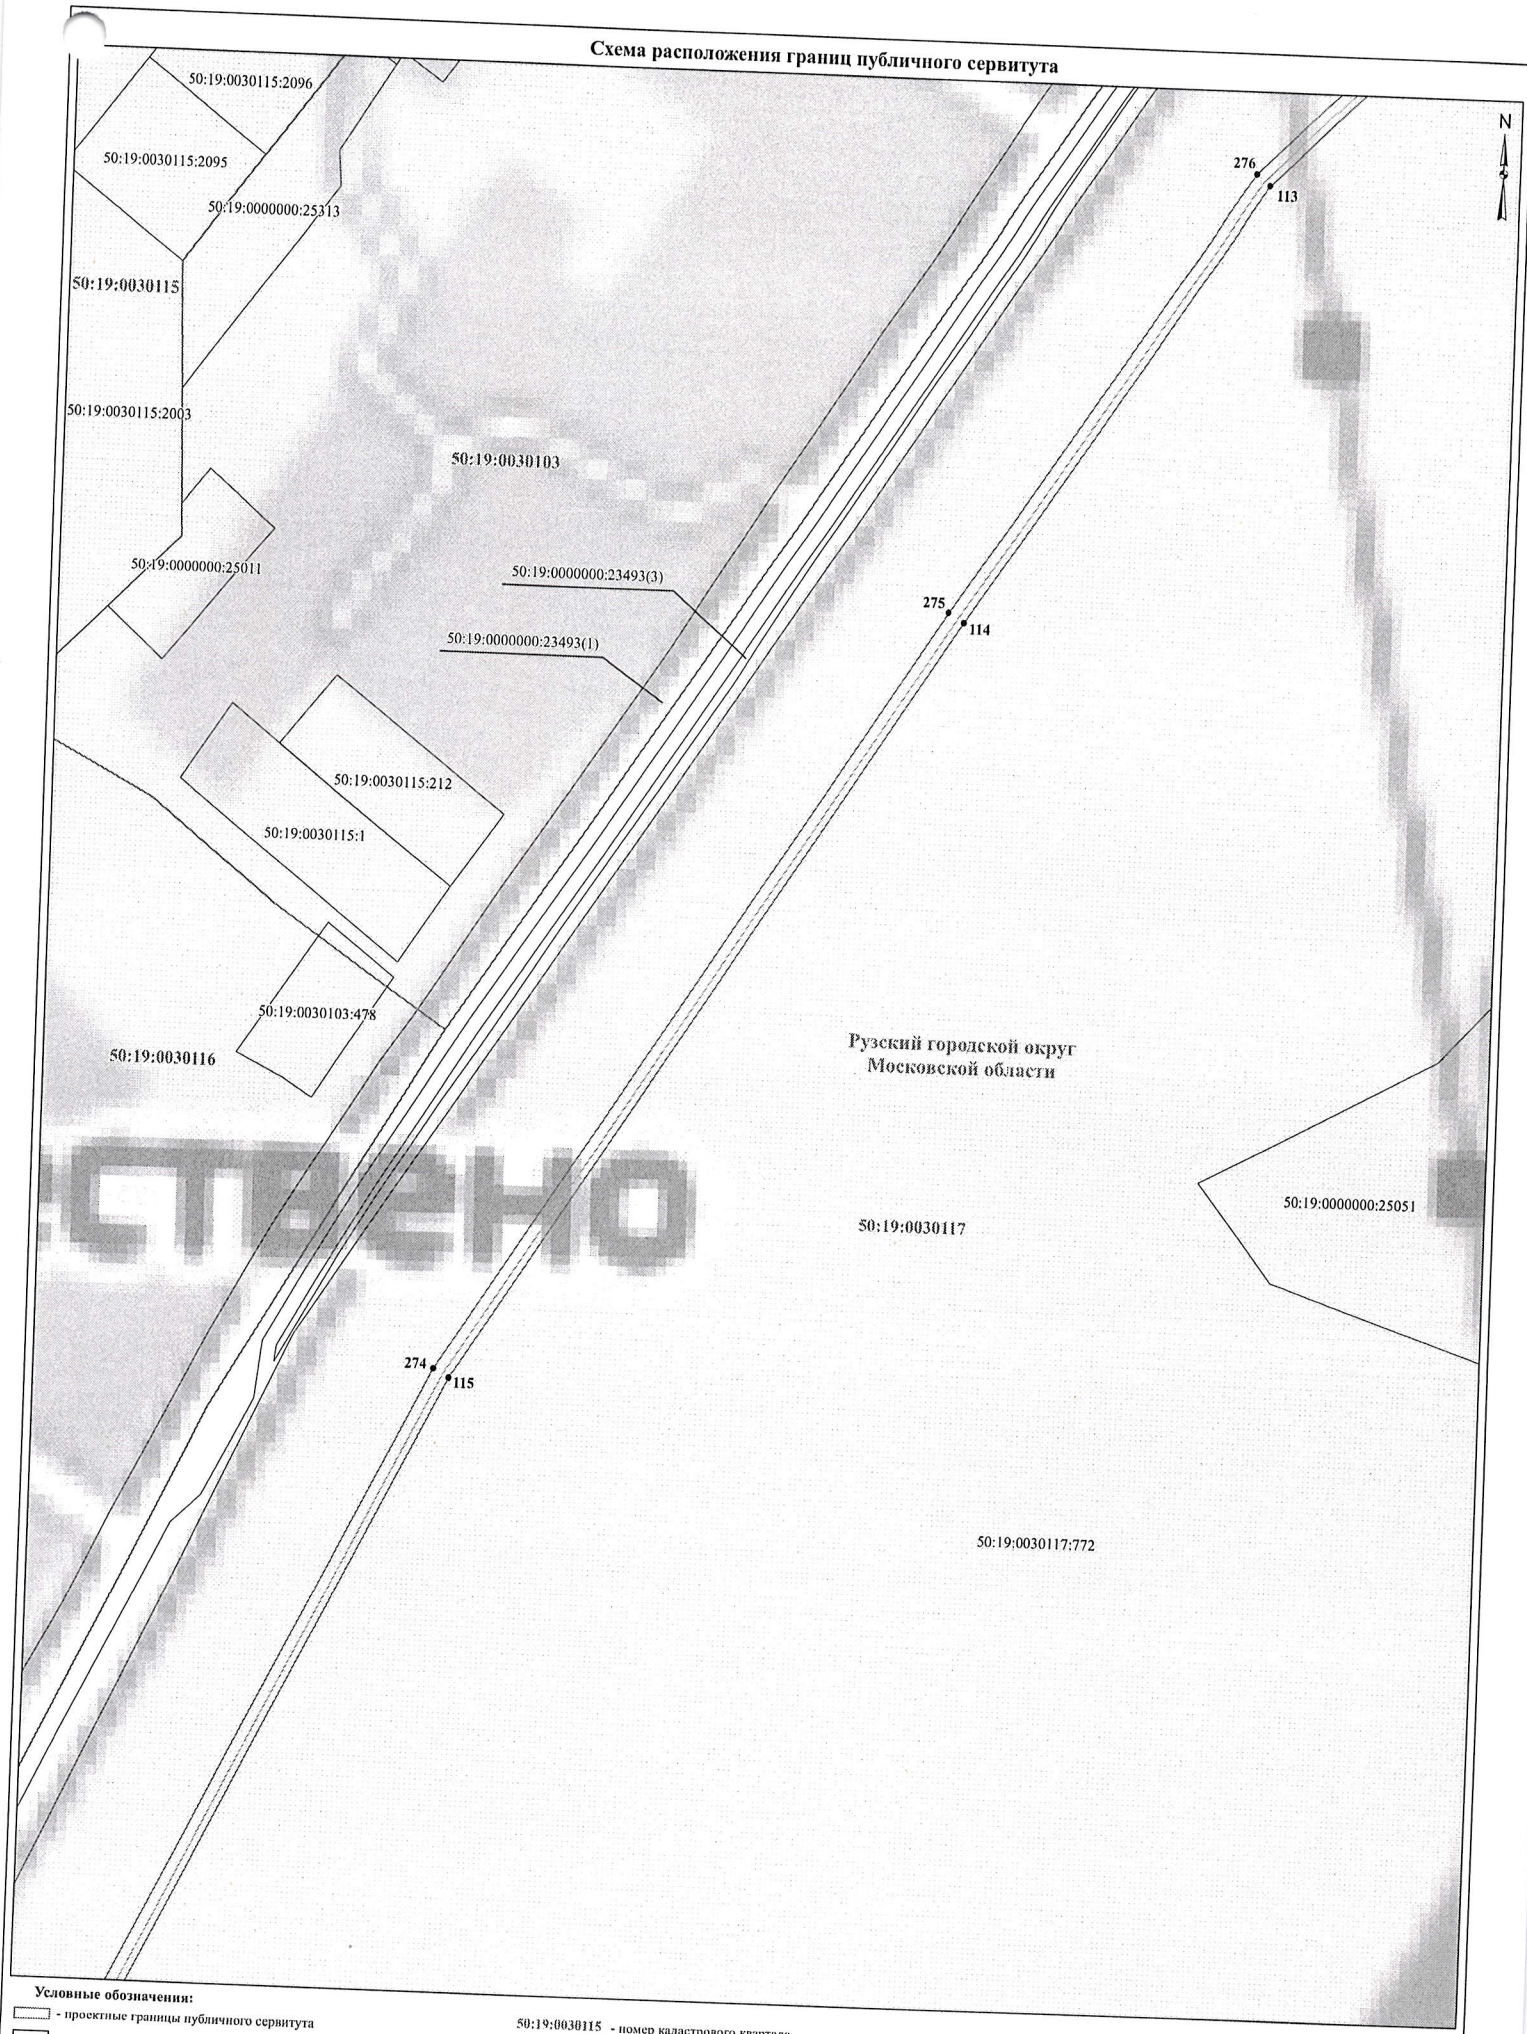 Схема расположения границ публичного сервитута
50:19:0030115:2096
N
50:19:0030115:2095
276
113
50:19:0000000:25313
50:19:0030115
50:19:0030115:2003
50:19:0030103
50:19:0000000:25011
50:19:0000000:23493(3)
275
114
50:19:0000000:23493(1)
50:19:0030115:212
50:19:0030115:1
50:19:0030103:478
50:19:0030116
Рузский городской округ
Московской области
ственo
50:19:0000000:25051
50:19:0030117
274
115
50:19:0030117:772
Условные обозначения:
- проектные границы публичного сервитута
50:19:0030115 - номер кадастрового квартала